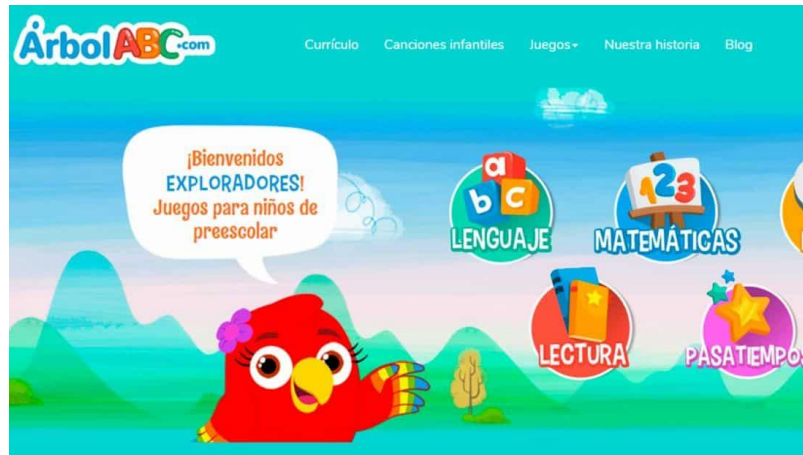 ÁrbolABC.com
Currículo Canciones infantiles Juegos Nuestra historia Blog
¡Bienvenidos
EXPLORADORES!
Juegos para niños de
preescolar
a
b c
LENGUAJE
123
MATEMÁTICAS
LECTURA
PASATIEMPOS